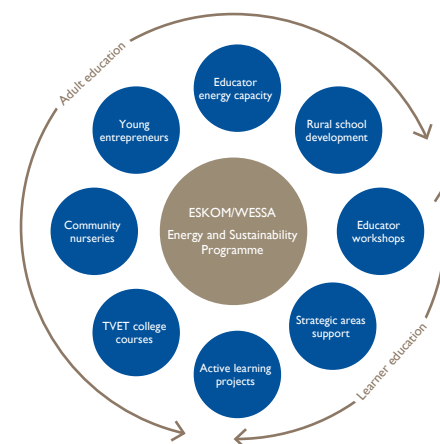 Adult education
Educator
energy capacity
Young
entrepreneurs
Rural school
development
ESKOM/WESSA
Energy and Sustainability
Programme
Community
nurseries
Educator
workshops
TVET college
courses
Strategic areas
support
Active learning
projects
Learner education